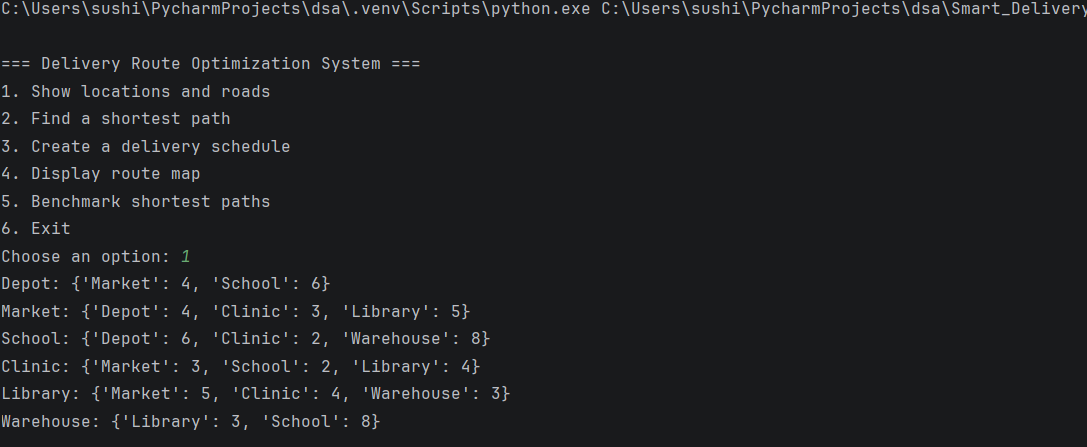 C:\Users\sushi\PycharmProjects\dsa\.venv\Scripts\python.exe C:\Users\sushi\PycharmProjects\dsa\Smart_Delivery
=== Delivery Route Optimization System ===
1. Show locations and roads
2. Find a shortest path
3. Create a delivery schedule
4. Display route map
5. Benchmark shortest paths
6. Exit
Choose an option: 1
Depot: {'Market': 4, 'School': 6}
Market: {'Depot': 4, 'Clinic': 3, 'Library': 5}
School: {'Depot': 6, 'Clinic': 2, 'Warehouse': 8}
Clinic: {'Market': 3, 'School': 2, 'Library': 4}
Library: {'Market': 5, 'Clinic': 4, 'Warehouse': 3}
Warehouse: {'Library': 3, 'School': 8}